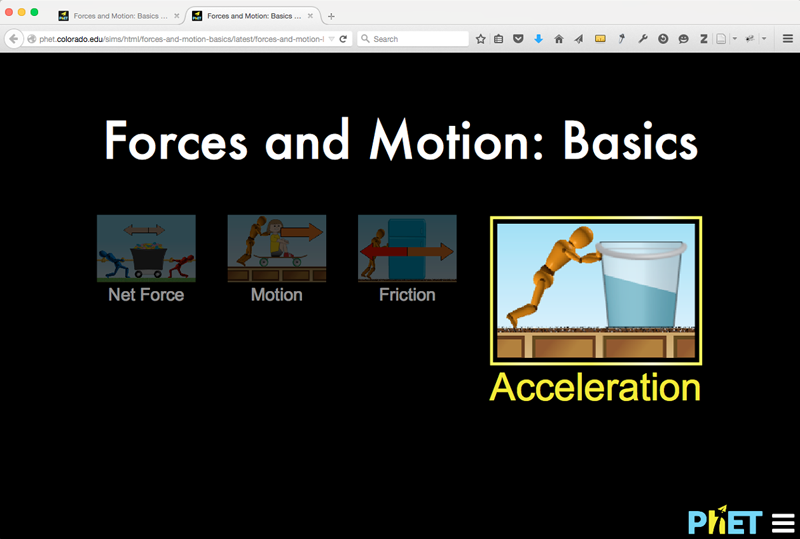 Forces and Motion: Basics ...
Forces and Motion: Basics ...
phet.colorado.edu/sims/html/forces-and-motion-basics/latest/forces-and-motion-l
Search
Forces and Motion: Basics
Net Force
Motion
Friction
Acceleration
PhET